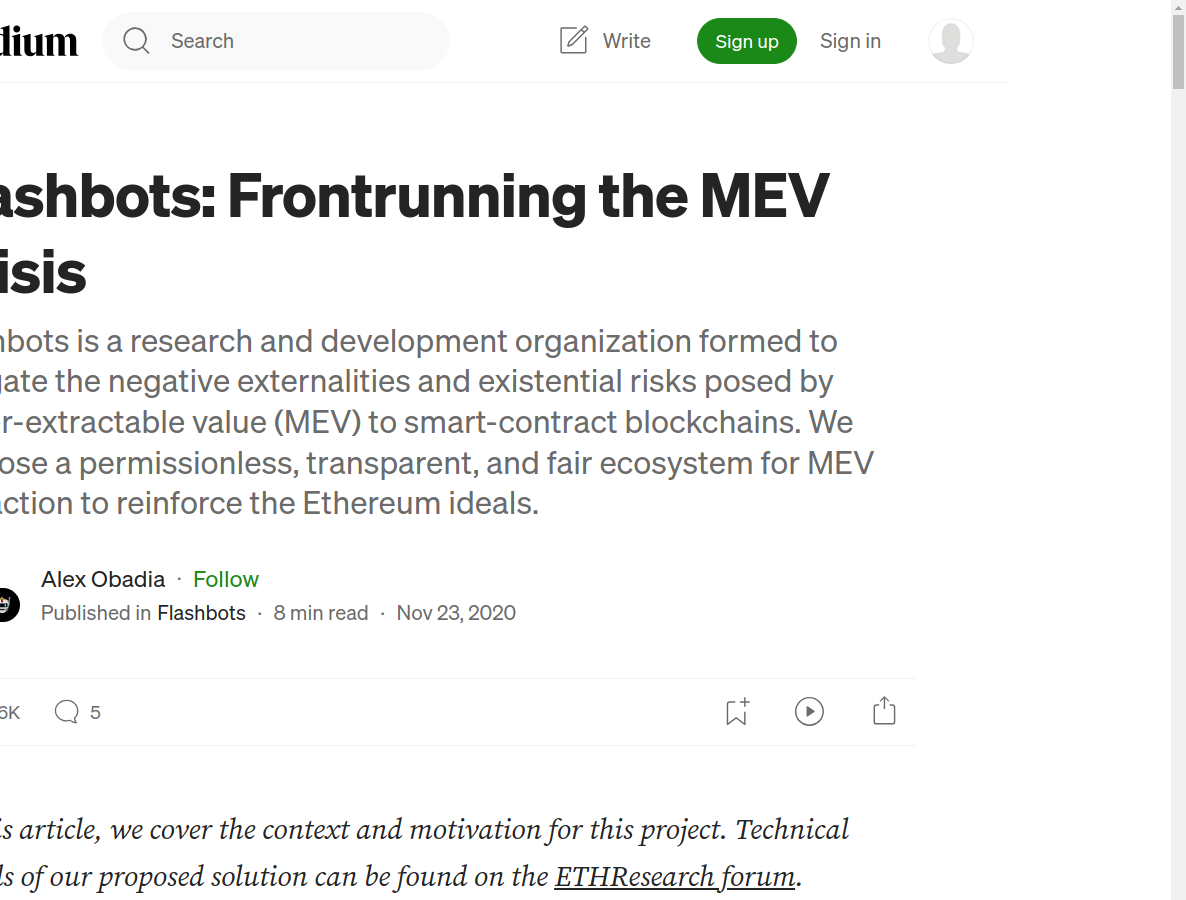 dium
Search
Write
Sign up
Sign in
ashbots: Frontrunning the MEV
isis
bots is a research and development organization formed to
ate the negative externalities and existential risks posed by
r-extractable value (MEV) to smart-contract blockchains. We
ose a permissionless, transparent, and fair ecosystem for MEV
ction to reinforce the Ethereum ideals.
Alex Obadia · Follow
Published in Flashbots · 8 min read · Nov 23, 2020
6K
5
is article, we cover the context and motivation for this project. Technical
ls of our proposed solution can be found on the ETHResearch forum.